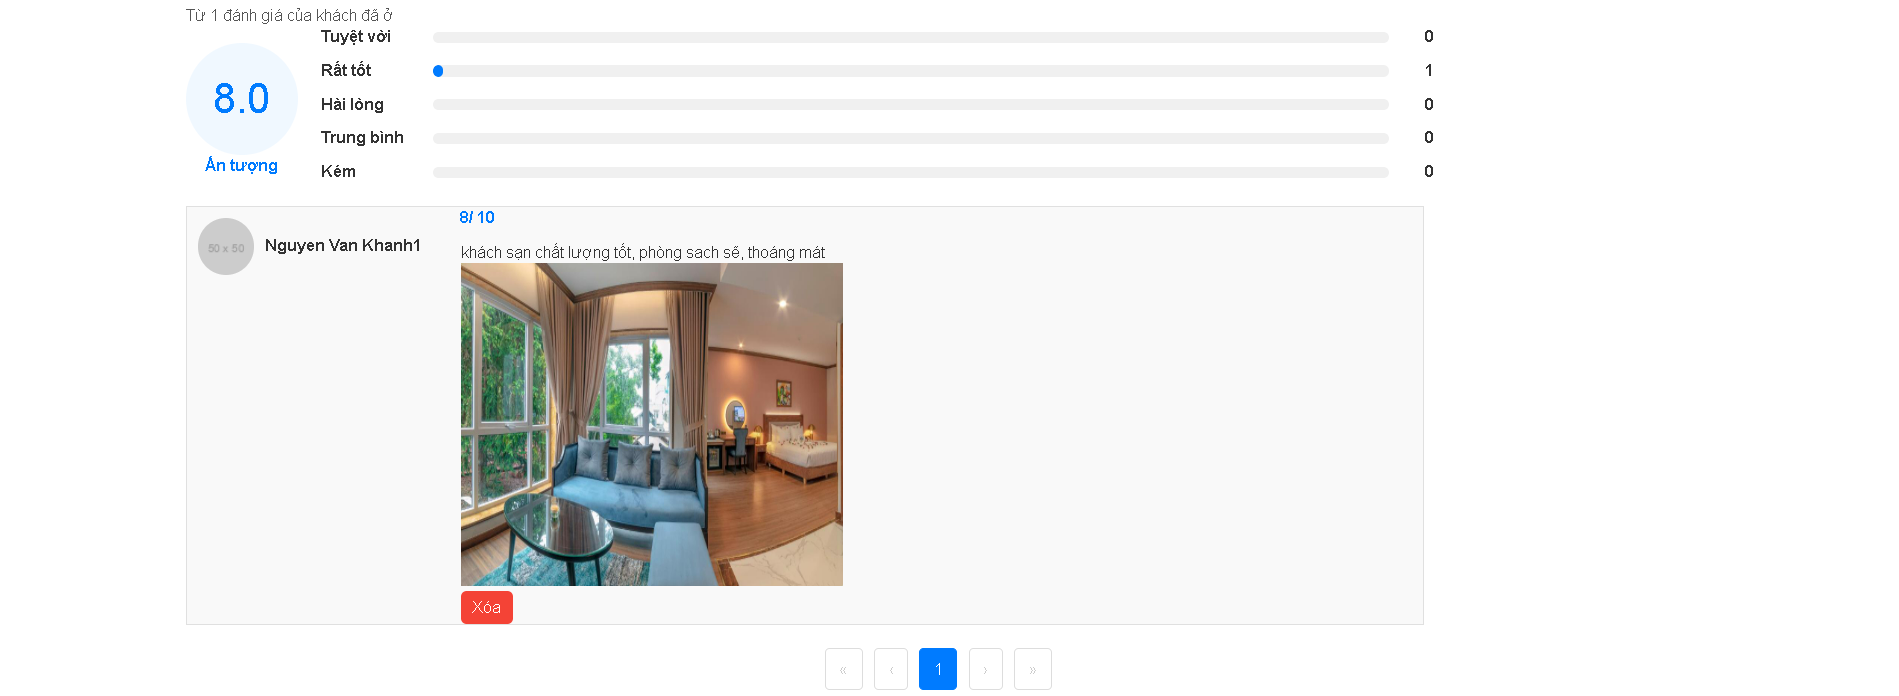 Từ 1 đánh giá của khách đã ở
8.0
Ấn tượng
Tuyệt vời 0
Rất tốt 1
Hài lòng 0
Trung bình 0
Kém 0
50 x 50
Nguyen Van Khanh1
8/ 10
khách sạn chất lượng tốt, phòng sach sẽ, thoáng mát
Xóa
« ‹ 1 › »